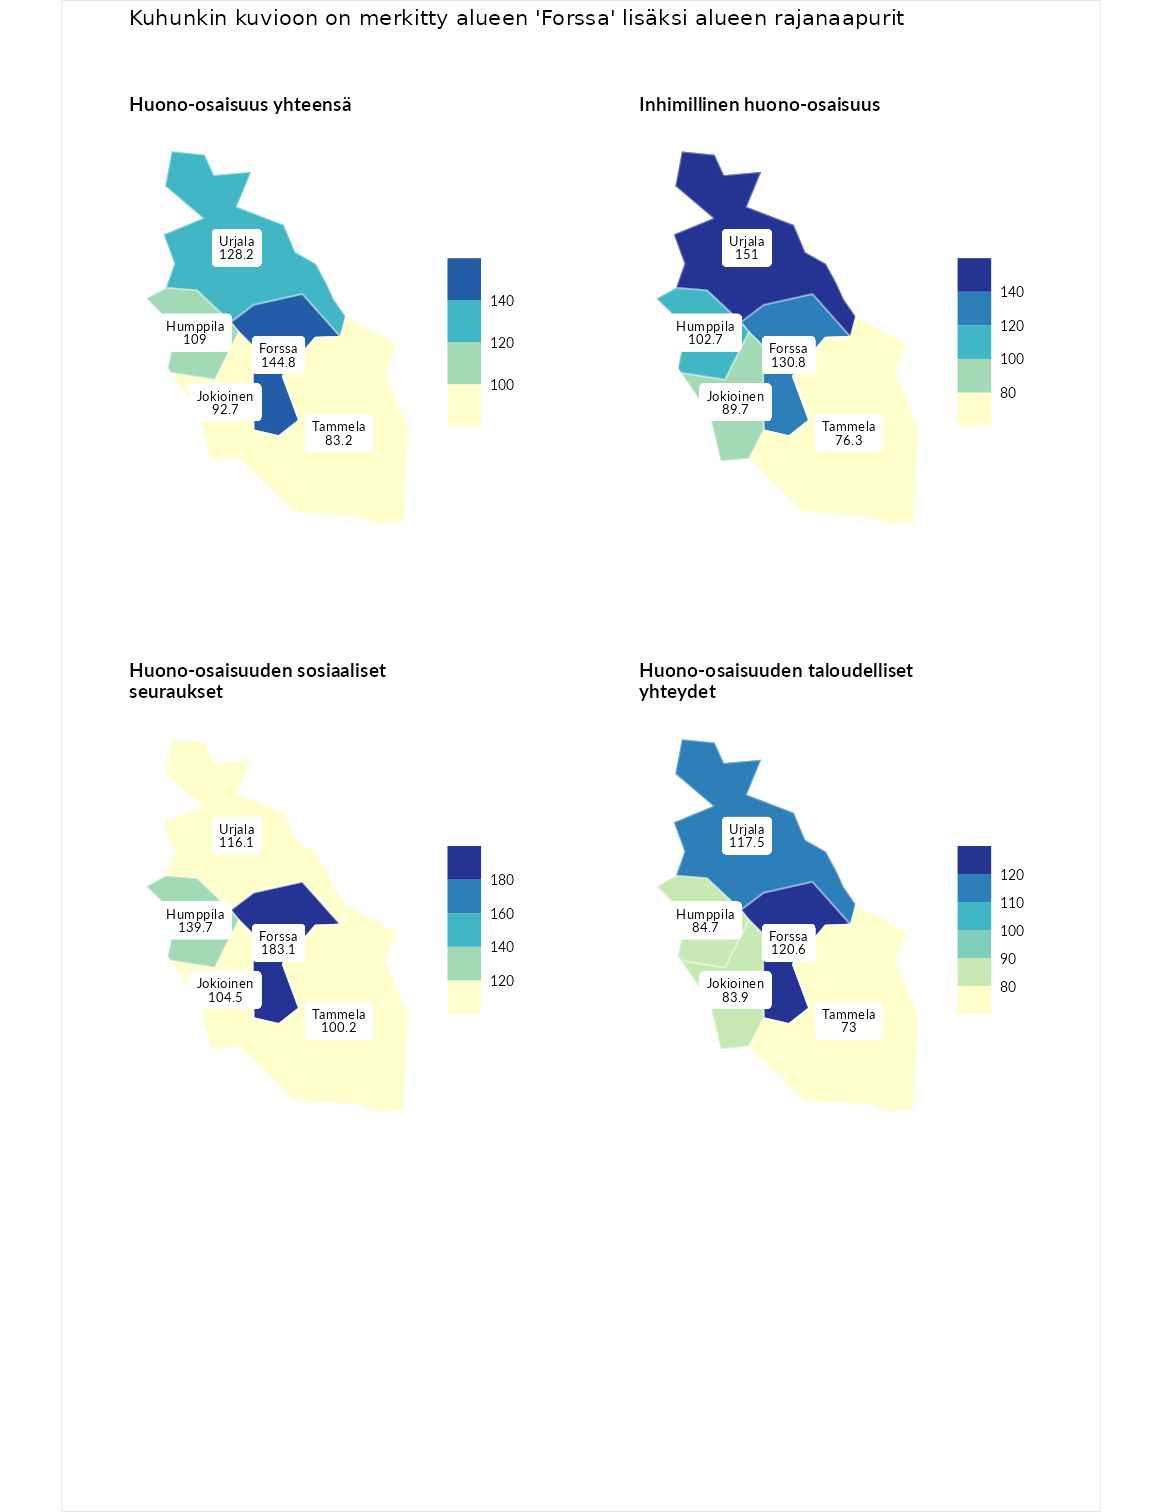 Kuhunkin kuvioon on merkitty alueen 'Forssa' lisäksi alueen rajanaapurit
Huono-osaisuus yhteensä
Urjala
128.2
Humppila
109
Forssa
144.8
Jokioinen
92.7
Tammela
83.2
140
120
100
Inhimillinen huono-osaisuus
Urjala
151
Humppila
102.7
Forssa
130.8
Jokioinen
89.7
Tammela
76.3
140
120
100
80
Huono-osaisuuden sosiaaliset
seuraukset
Urjala
116.1
Humppila
139.7
Forssa
183.1
Jokioinen
104.5
Tammela
100.2
180
160
140
120
Huono-osaisuuden taloudelliset
yhteydet
Urjala
117.5
Humppila
84.7
Forssa
120.6
Jokioinen
83.9
Tammela
73
120
110
100
90
80